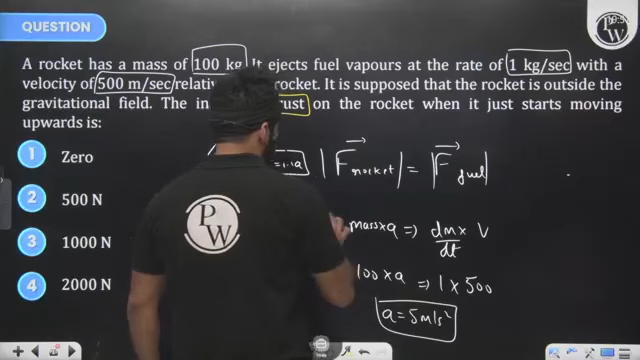 QUESTION
A rocket has a mass of 100 kg. It ejects fuel vapours at the rate of 1 kg/sec with a
velocity of 500 m/sec relative rocket. It is supposed that the rocket is outside the
gravitational field. The in rust on the rocket when it just starts moving
upwards is:
1 Zero
2 500 N
3 1000 N
4 2000 N
|F rocket| = |F fuel|
mass×a ⇒ dm/dt × V
100×a ⇒ 1 × 500
a = 5m/s²
PW
PW